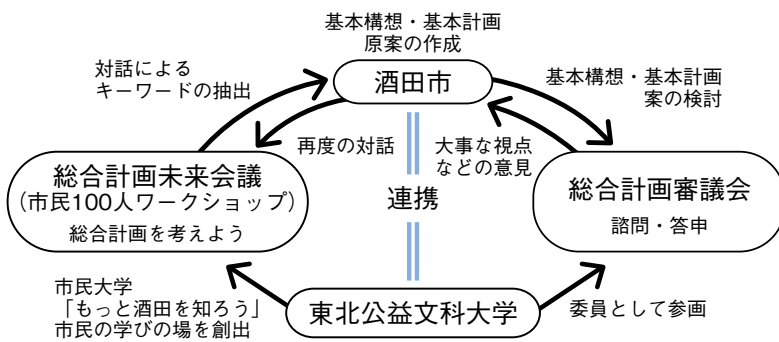 基本構想・基本計画
原案の作成
対話による
キーワードの抽出
酒田市
基本構想・基本計画
案の検討
再度の対話
大事な視点
などの意見
総合計画未来会議
(市民100人ワークショップ)
総合計画を考えよう
連携
総合計画審議会
諮問・答申
市民大学
「もっと酒田を知ろう」
市民の学びの場を創出
東北公益文科大学
委員として参画